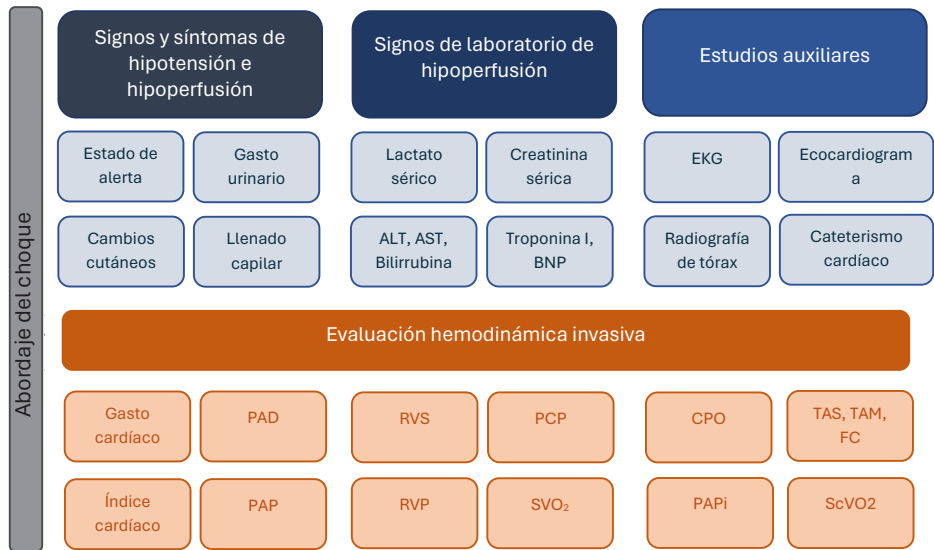 Abordaje del choque
Signos y síntomas de
hipotensión e
hipoperfusión
Signos de laboratorio de
hipoperfusión
Estudios auxiliares
Estado de
alerta
Gasto
urinario
Lactato
sérico
Creatinina
sérica
EKG
Ecocardiogram
a
Cambios
cutáneos
Llenado
capilar
ALT, AST,
Bilirrubina
Troponina I,
BNP
Radiografía
de tórax
Cateterismo
cardíaco
Evaluación hemodinámica invasiva
Gasto
cardíaco
PAD
RVS
PCP
CPO
TAS, TAM,
FC
Índice
cardíaco
PAP
RVP
SVO₂
PAPi
ScVO2